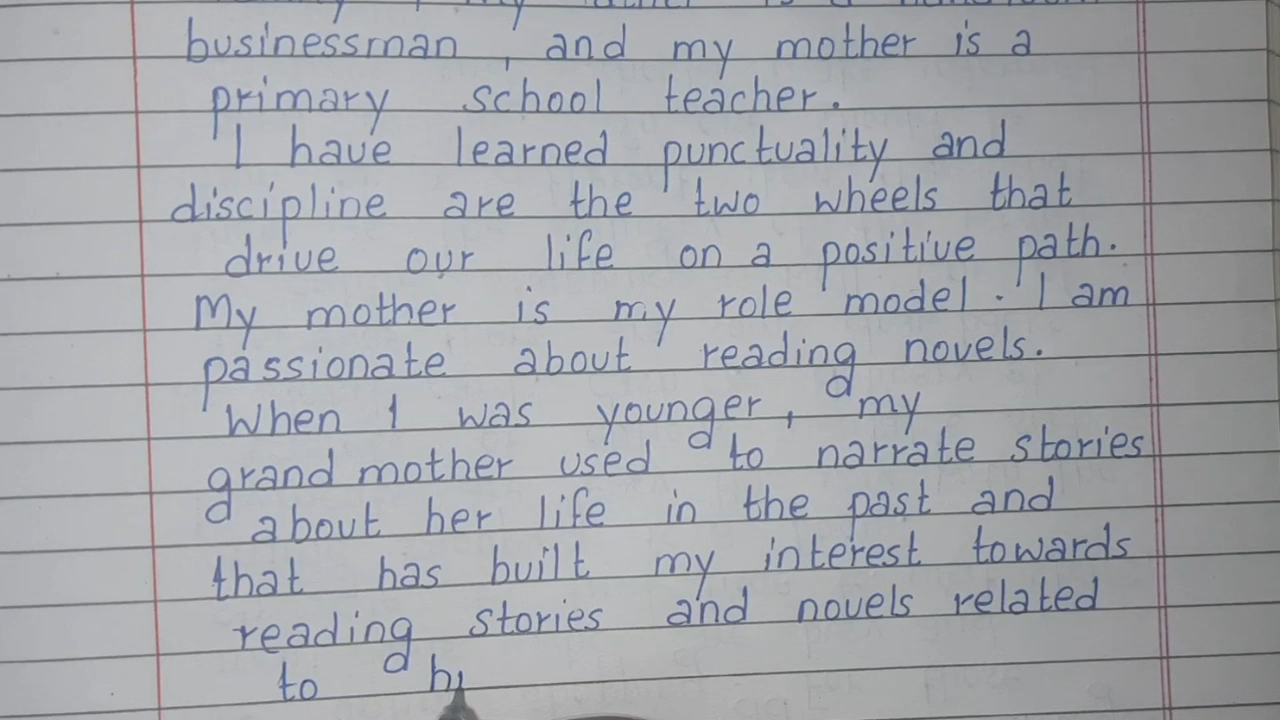 businessman, and my mother is a
primary school teacher.
I have learned punctuality and
discipline are the two wheels that
drive our life on a positive path.
My mother is my role model. I am
passionate about reading novels.
When I was younger, my
grand mother used to narrate stories
about her life in the past and
that has built my interest towards
reading stories and novels related
to